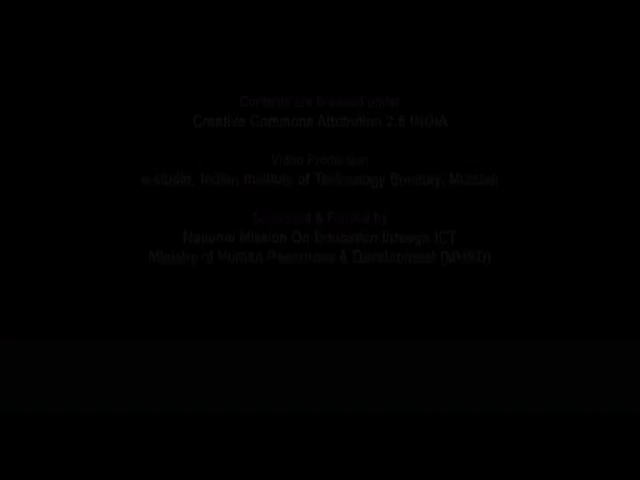 Contents are licensed under
Creative Commons Attribution 2.5 INDIA
Video Production
e-studio, Indian Institute of Technology Bombay, Mumbai
Supported & Funded by
National Mission On Education through ICT
Ministry of Human Resources & Development (MHRD)